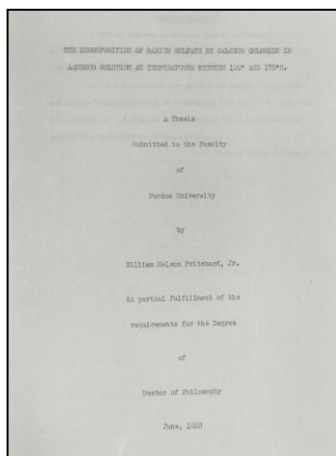 THE DECOMPOSITION OF BARIUM SULFATE BY CALCIUM CHLORIDE IN
AQUEOUS SOLUTION AT TEMPERATURES BETWEEN 100° AND 175°C.
A Thesis
Submitted to the Faculty
of
Purdue University
by
William Nelson Pritchard, Jr.
in partial fulfillment of the
requirements for the Degree
of
Doctor of Philosophy
June,